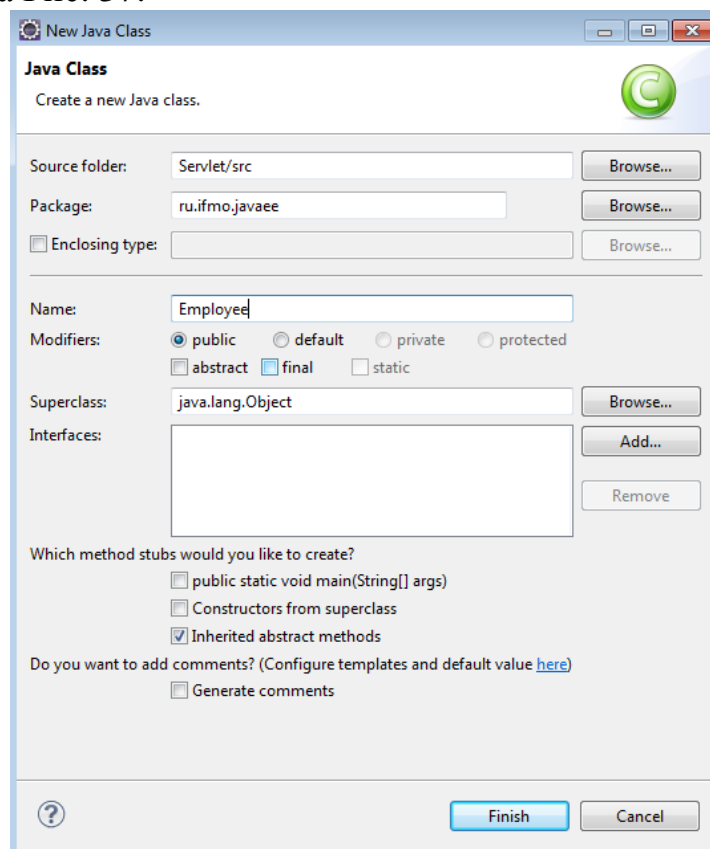 New Java Class
Java Class
Create a new Java class.
Source folder: Servlet/src Browse...
Package: ru.ifmo.javaee Browse...
Enclosing type: Browse...
Name: Employee
Modifiers: public default private protected
abstract final static
Superclass: java.lang.Object Browse...
Interfaces: Add...
Remove
Which method stubs would you like to create?
public static void main(String[] args)
Constructors from superclass
Inherited abstract methods
Do you want to add comments? (Configure templates and default value here)
Generate comments
Finish Cancel